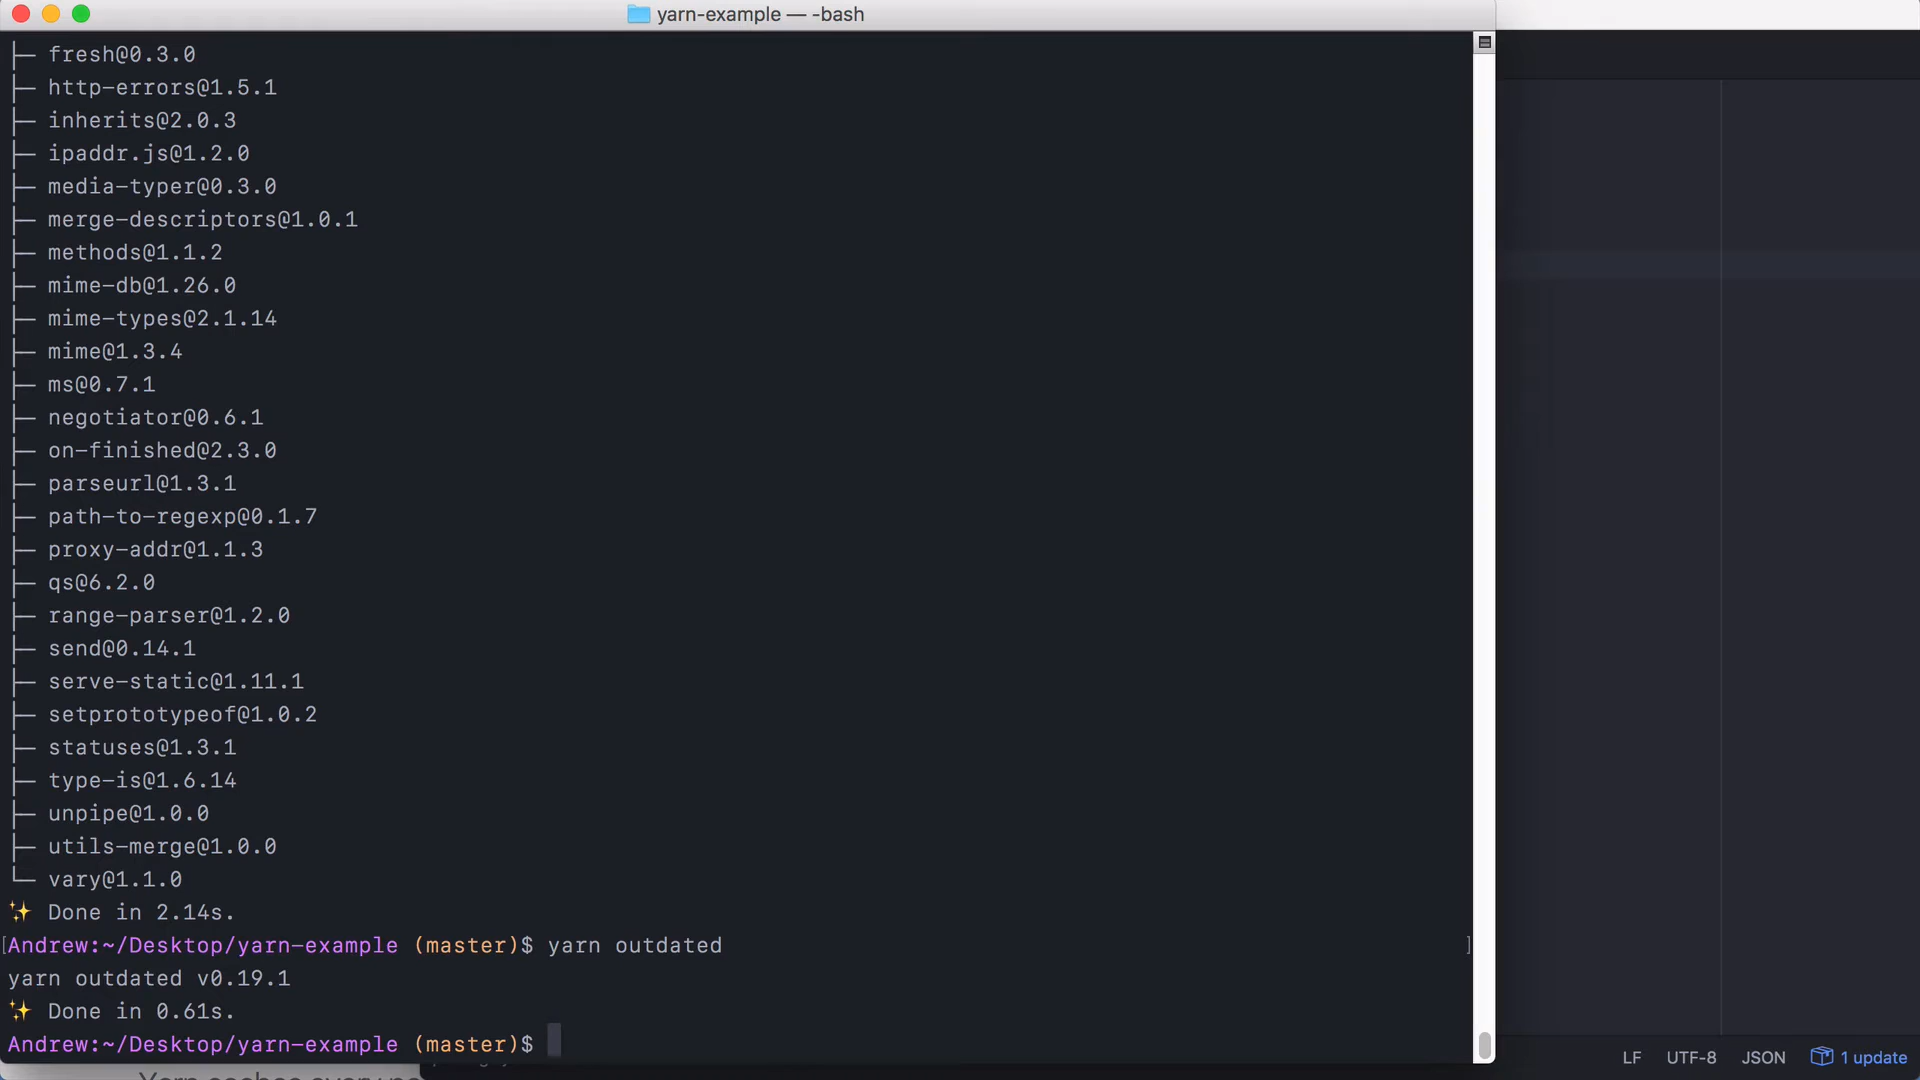 yarn-example — -bash
├─ fresh@0.3.0
├─ http-errors@1.5.1
├─ inherits@2.0.3
├─ ipaddr.js@1.2.0
├─ media-typer@0.3.0
├─ merge-descriptors@1.0.1
├─ methods@1.1.2
├─ mime-db@1.26.0
├─ mime-types@2.1.14
├─ mime@1.3.4
├─ ms@0.7.1
├─ negotiator@0.6.1
├─ on-finished@2.3.0
├─ parseurl@1.3.1
├─ path-to-regexp@0.1.7
├─ proxy-addr@1.1.3
├─ qs@6.2.0
├─ range-parser@1.2.0
├─ send@0.14.1
├─ serve-static@1.11.1
├─ setprototypeof@1.0.2
├─ statuses@1.3.1
├─ type-is@1.6.14
├─ unpipe@1.0.0
├─ utils-merge@1.0.0
└─ vary@1.1.0
✨ Done in 2.14s.
[Andrew:~/Desktop/yarn-example (master)$ yarn outdated ]
yarn outdated v0.19.1
✨ Done in 0.61s.
Andrew:~/Desktop/yarn-example (master)$
LF UTF-8 JSON 1 update